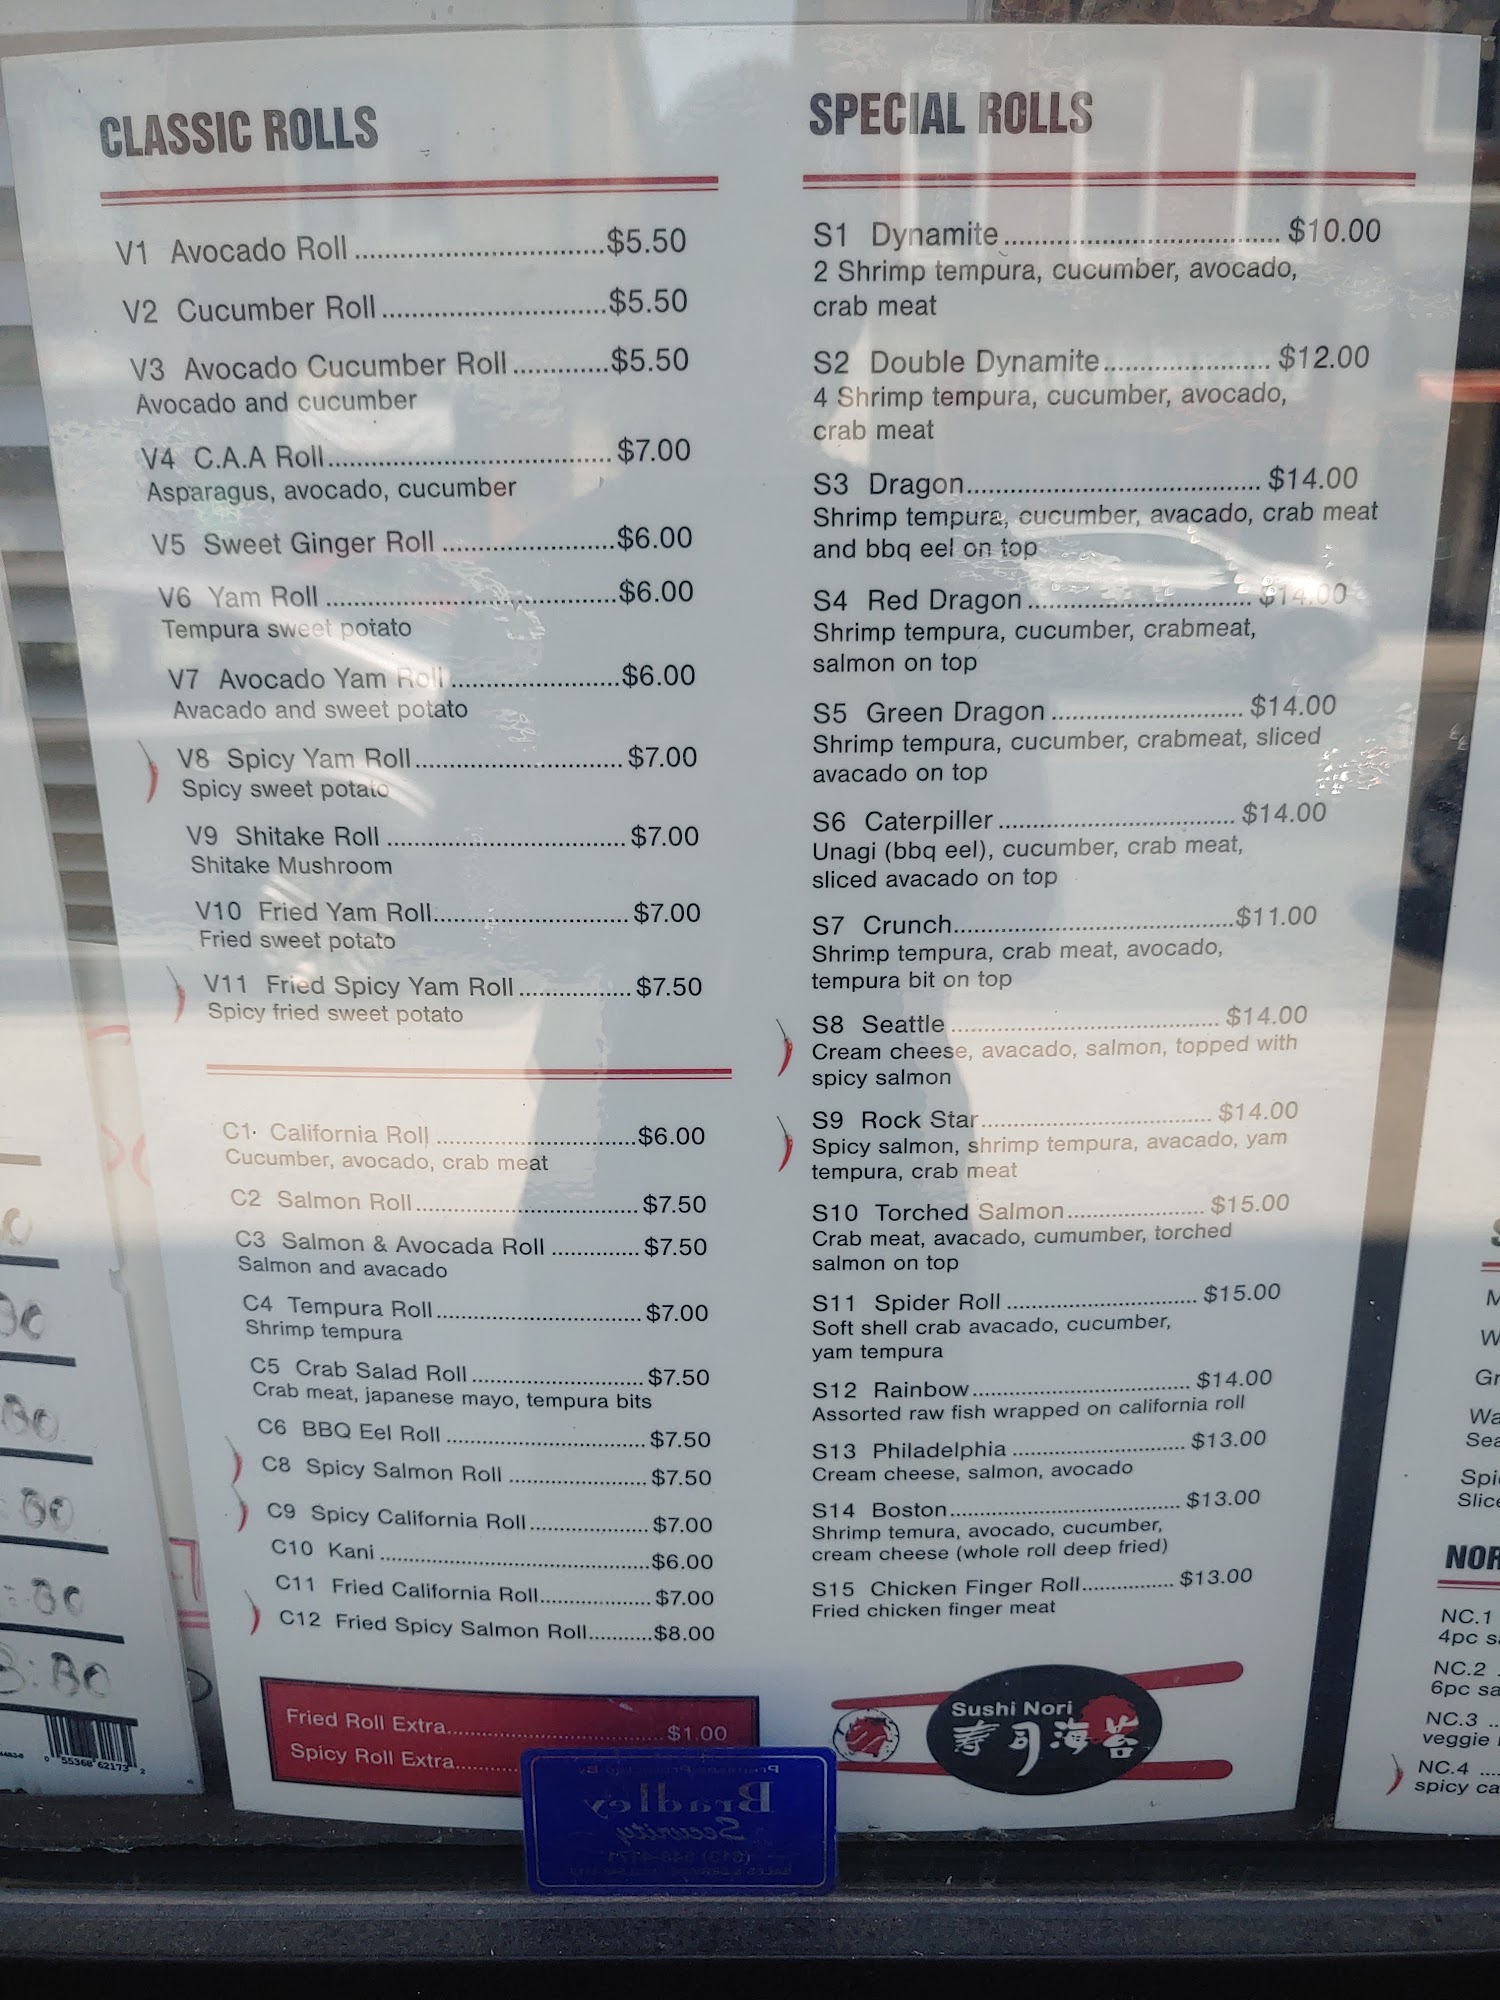 CLASSIC ROLLS
V1 Avocado Roll ........ $5.50
V2 Cucumber Roll ........ $5.50
V3 Avocado Cucumber Roll ........ $5.50
Avocado and cucumber
V4 C.A.A Roll ........ $7.00
Asparagus, avocado, cucumber
V5 Sweet Ginger Roll ........ $6.00
V6 Yam Roll ........ $6.00
Tempura sweet potato
V7 Avocado Yam Roll ........ $6.00
Avacado and sweet potato
V8 Spicy Yam Roll ........ $7.00
Spicy sweet potato
V9 Shitake Roll ........ $7.00
Shitake Mushroom
V10 Fried Yam Roll ........ $7.00
Fried sweet potato
V11 Fried Spicy Yam Roll ........ $7.50
Spicy fried sweet potato
C1 California Roll ........ $6.00
Cucumber, avocado, crab meat
C2 Salmon Roll ........ $7.50
C3 Salmon & Avocada Roll ........ $7.50
Salmon and avacado
C4 Tempura Roll ........ $7.00
Shrimp tempura
C5 Crab Salad Roll ........ $7.50
Crab meat, japanese mayo, tempura bits
C6 BBQ Eel Roll ........ $7.50
C8 Spicy Salmon Roll ........ $7.50
C9 Spicy California Roll ........ $7.00
C10 Kani ........ $6.00
C11 Fried California Roll ........ $7.00
C12 Fried Spicy Salmon Roll ........ $8.00
Fried Roll Extra ........ $1.00
Spicy Roll Extra ........
SPECIAL ROLLS
S1 Dynamite ........ $10.00
2 Shrimp tempura, cucumber, avocado,
crab meat
S2 Double Dynamite ........ $12.00
4 Shrimp tempura, cucumber, avocado,
crab meat
S3 Dragon ........ $14.00
Shrimp tempura, cucumber, avacado, crab meat
and bbq eel on top
S4 Red Dragon ........ $14.00
Shrimp tempura, cucumber, crabmeat,
salmon on top
S5 Green Dragon ........ $14.00
Shrimp tempura, cucumber, crabmeat, sliced
avacado on top
S6 Caterpiller ........ $14.00
Unagi (bbq eel), cucumber, crab meat,
sliced avacado on top
S7 Crunch ........ $11.00
Shrimp tempura, crab meat, avocado,
tempura bit on top
S8 Seattle ........ $14.00
Cream cheese, avacado, salmon, topped with
spicy salmon
S9 Rock Star ........ $14.00
Spicy salmon, shrimp tempura, avacado, yam
tempura, crab meat
S10 Torched Salmon ........ $15.00
Crab meat, avacado, cumumber, torched
salmon on top
S11 Spider Roll ........ $15.00
Soft shell crab avacado, cucumber,
yam tempura
S12 Rainbow ........ $14.00
Assorted raw fish wrapped on california roll
S13 Philadelphia ........ $13.00
Cream cheese, salmon, avocado
S14 Boston ........ $13.00
Shrimp temura, avocado, cucumber,
cream cheese (whole roll deep fried)
S15 Chicken Finger Roll ........ $13.00
Fried chicken finger meat
Sushi Nori
寿司海苔
Bradley
Security
NC.1
4pc
NC.2
6pc
NC.3
veggie
NC.4
spicy